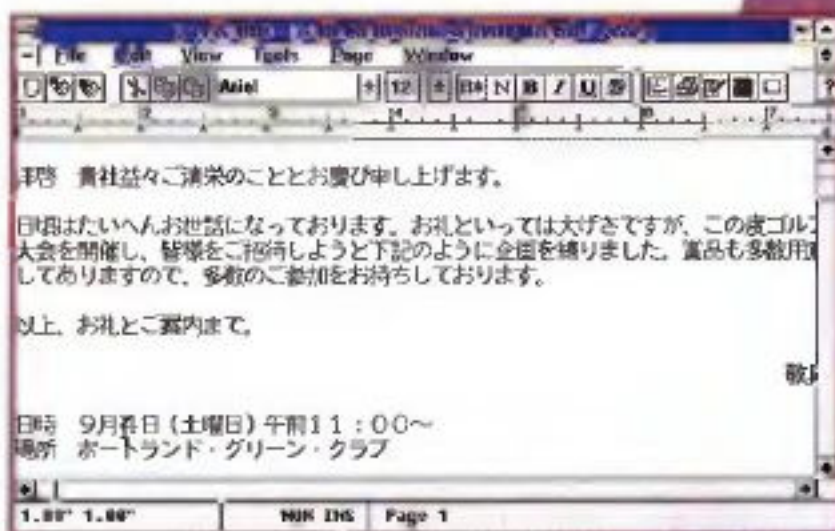 File Edit View Tools Page Window
Arial 12 N B I U
拝啓 貴社益々ご清栄のこととお慶び申し上げます。
日頃はたいへんお世話になっております。お礼といっては大げさですが、この度ゴルフ
大会を開催し、皆様をご招待しようと下記のように企画を練りました。賞品も多数用意
してありますので、多数のご参加をお待ちしております。
以上、お礼とご案内まで。
敬具
日時 9月 日(土曜日)午前11:00~
場所 ポートランド・グリーン・クラブ
1.00" 1.00" NUM INS Page 1